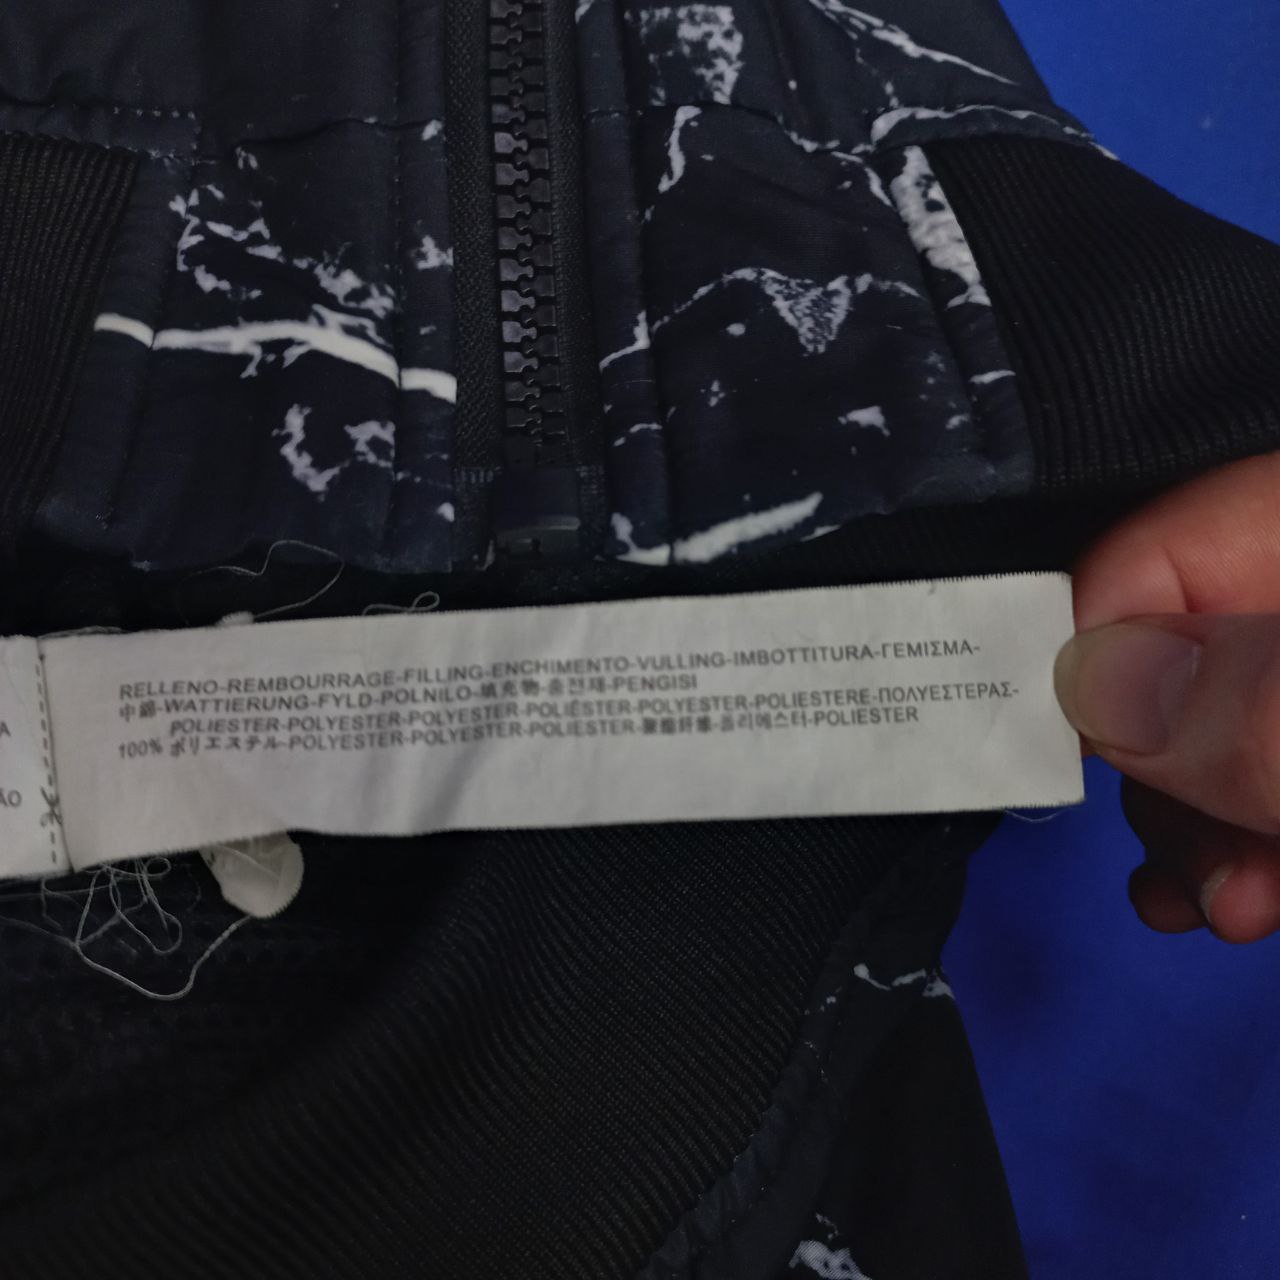 RELLENO-REMBOURRAGE-FILLING-ENCHIMENTO-VULLING-IMBOTTITURA-ΓΕΜΙΣΜΑ-
中綿-WATTIERUNG-FYLD-POLNILO-填充物-충전재-PENGISI
POLIESTER-POLYESTER-POLYESTER-POLIÉSTER-POLYESTER-POLIESTERE-ΠΟΛΥΕΣΤΕΡΑΣ-
100% ポリエステル-POLYESTER-POLYESTER-POLIESTER-聚酯纤维-폴리에스터-POLIESTER
A
ÃO